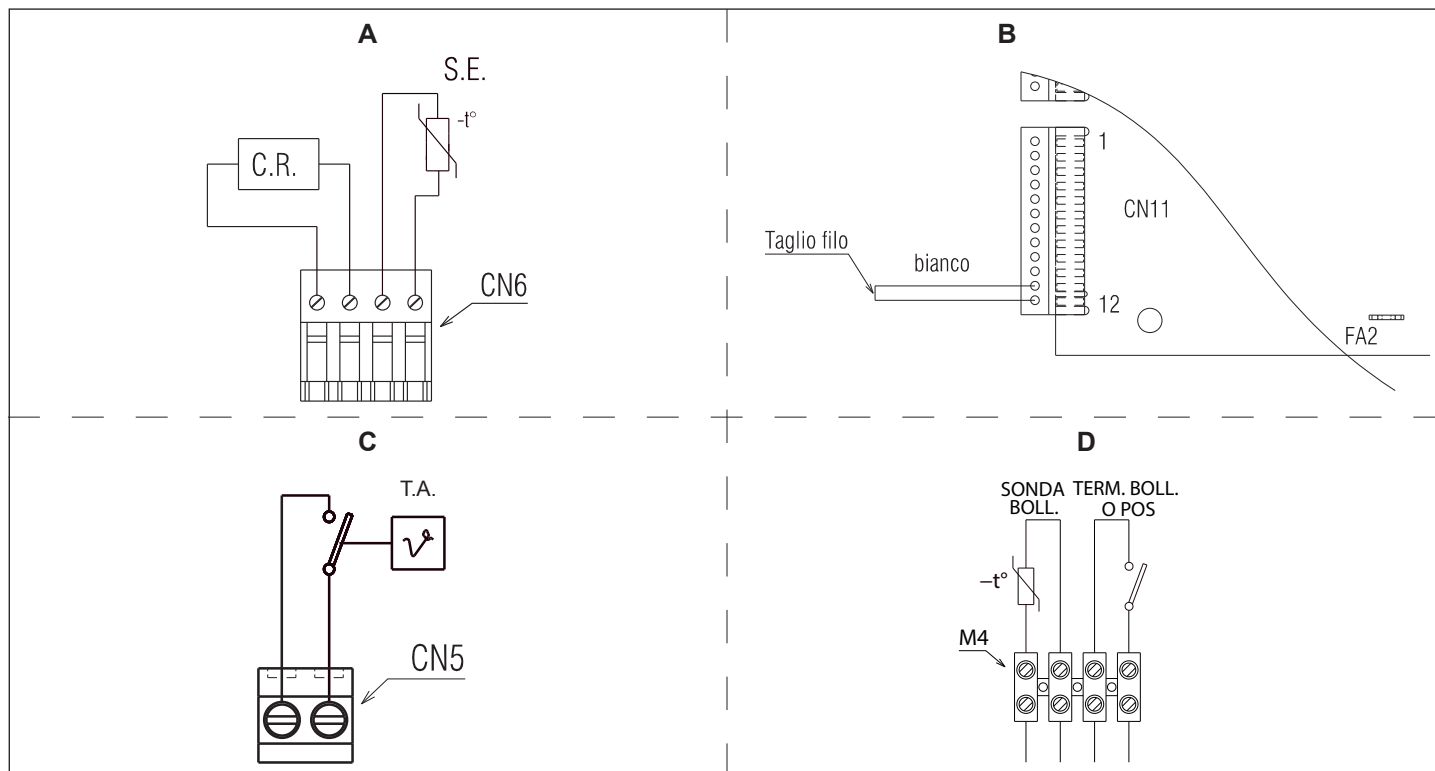 A
S.E.
-t°
C.R.
CN6
B
1
CN11
Taglio filo
bianco
12
FA2
C
T.A.
CN5
D
SONDA BOLL.
TERM. BOLL. O POS
–t°
M4